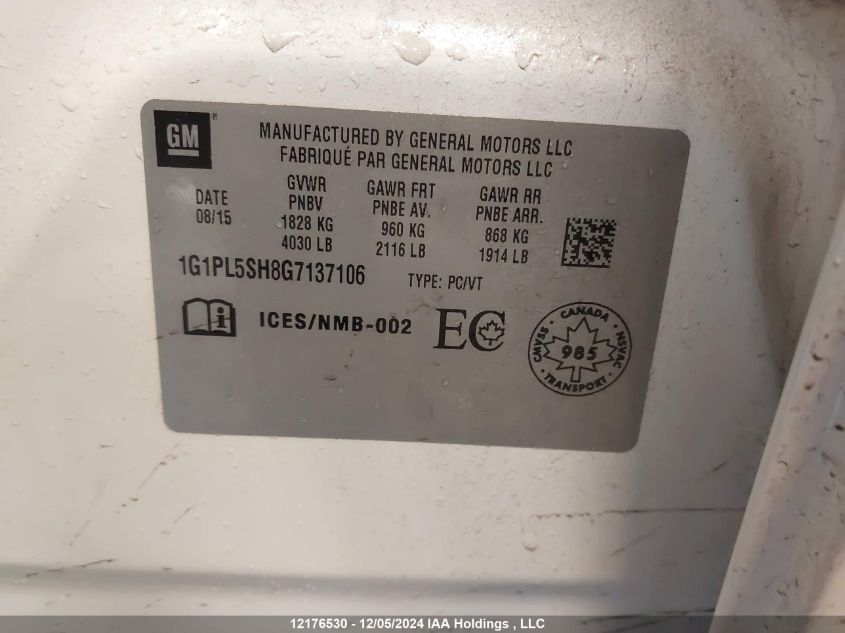 GM
MANUFACTURED BY GENERAL MOTORS LLC
FABRIQUÉ PAR GENERAL MOTORS LLC
DATE
08/15
GVWR
PNBV
1828 KG
4030 LB
GAWR FRT
PNBE AV.
960 KG
2116 LB
GAWR RR
PNBE ARR.
868 KG
1914 LB
1G1PL5SH8G7137106 TYPE: PC/VT
i ICES/NMB-002 EC
CANADA
CMVSS 985 NSVAC
TRANSPORT
12176530 - 12/05/2024 IAA Holdings , LLC